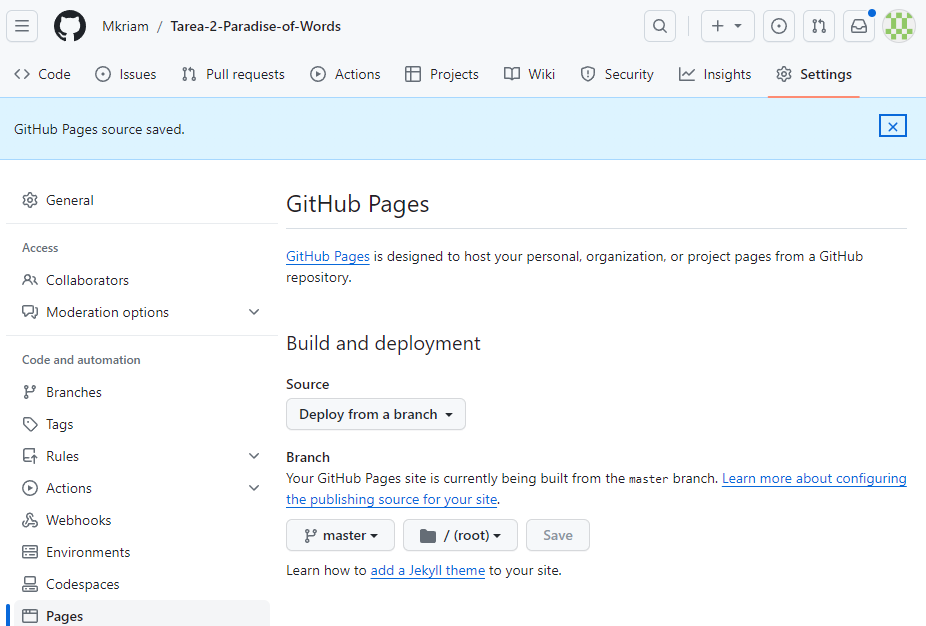 Mkriam / Tarea-2-Paradise-of-Words
Code Issues Pull requests Actions Projects Wiki Security Insights Settings
GitHub Pages source saved.
General
Access
Collaborators
Moderation options
Code and automation
Branches
Tags
Rules
Actions
Webhooks
Environments
Codespaces
Pages
GitHub Pages
GitHub Pages is designed to host your personal, organization, or project pages from a GitHub
repository.
Build and deployment
Source
Deploy from a branch
Branch
Your GitHub Pages site is currently being built from the master branch. Learn more about configuring
the publishing source for your site.
master / (root) Save
Learn how to add a Jekyll theme to your site.